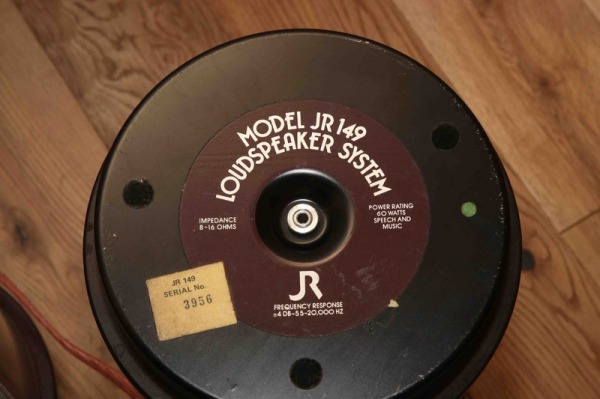 MODEL JR 149
LOUDSPEAKER SYSTEM
IMPEDANCE
8-16 OHMS
POWER RATING
60 WATTS
SPEECH AND
MUSIC
JR
FREQUENCY RESPONSE
±4 DB-55-20,000 HZ
JR 149
SERIAL No.
3956